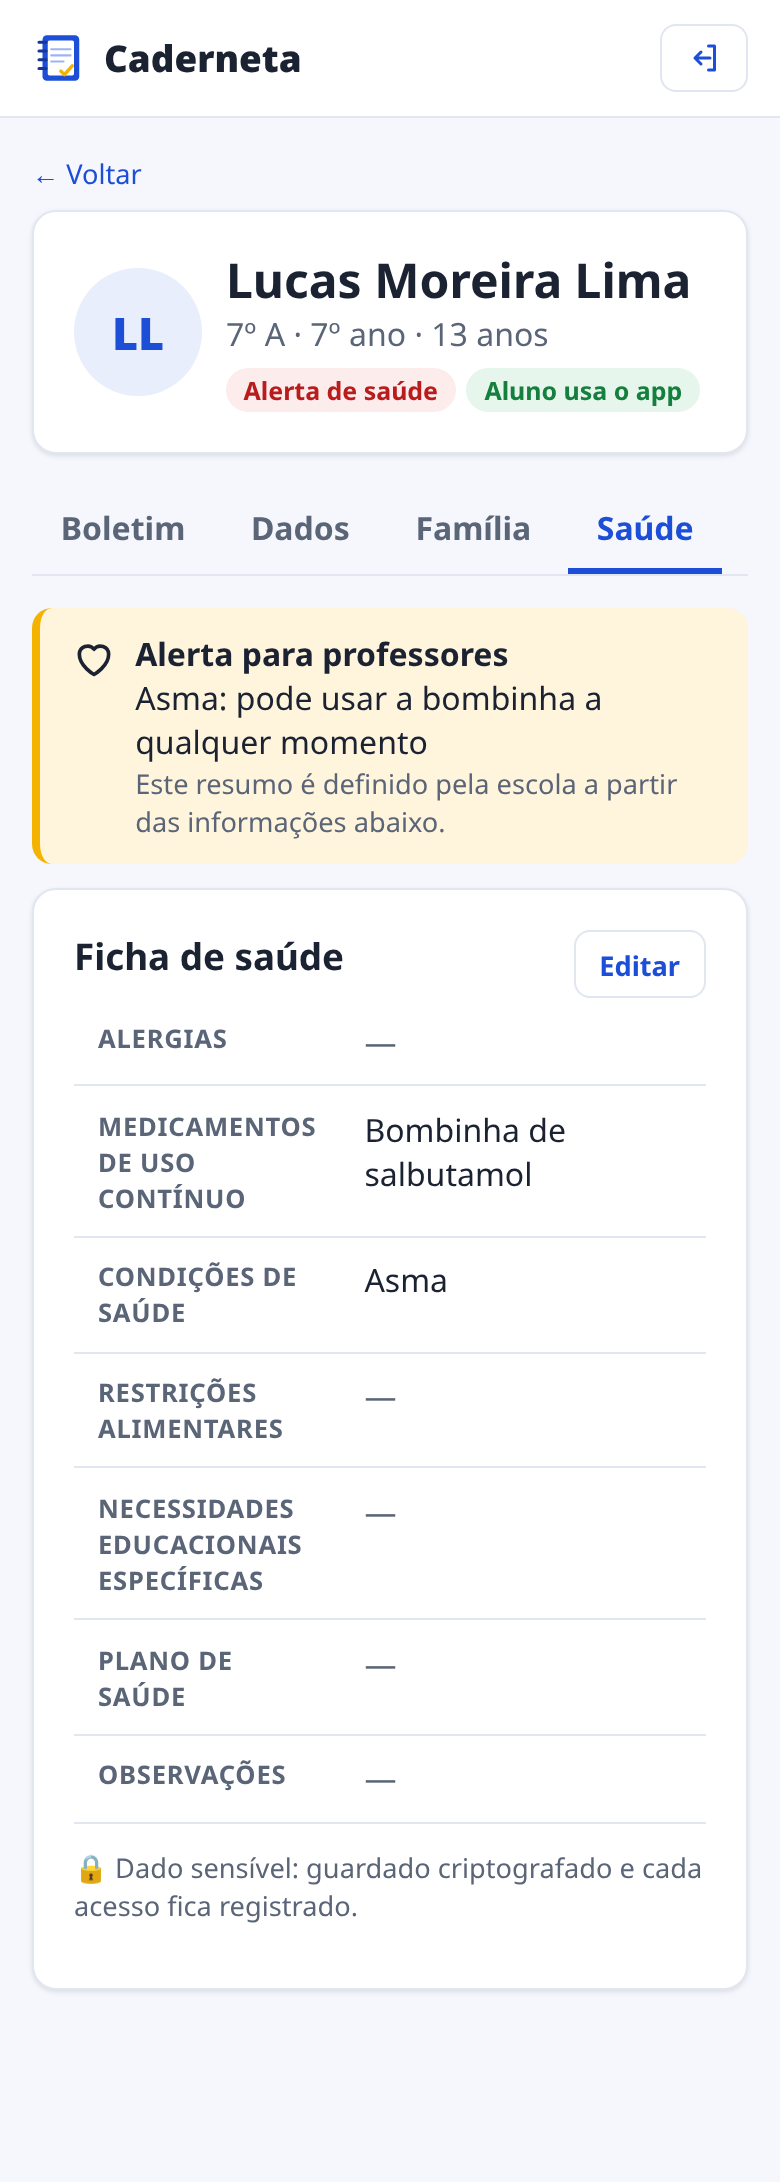 Caderneta
← Voltar
LL
Lucas Moreira Lima
7º A · 7º ano · 13 anos
Alerta de saúde Aluno usa o app
Boletim Dados Família Saúde
Alerta para professores
Asma: pode usar a bombinha a
qualquer momento
Este resumo é definido pela escola a partir
das informações abaixo.
Ficha de saúde
Editar
ALERGIAS —
MEDICAMENTOS
DE USO
CONTÍNUO
Bombinha de
salbutamol
CONDIÇÕES DE
SAÚDE
Asma
RESTRIÇÕES
ALIMENTARES
—
NECESSIDADES
EDUCACIONAIS
ESPECÍFICAS
—
PLANO DE
SAÚDE
—
OBSERVAÇÕES —
🔒 Dado sensível: guardado criptografado e cada
acesso fica registrado.